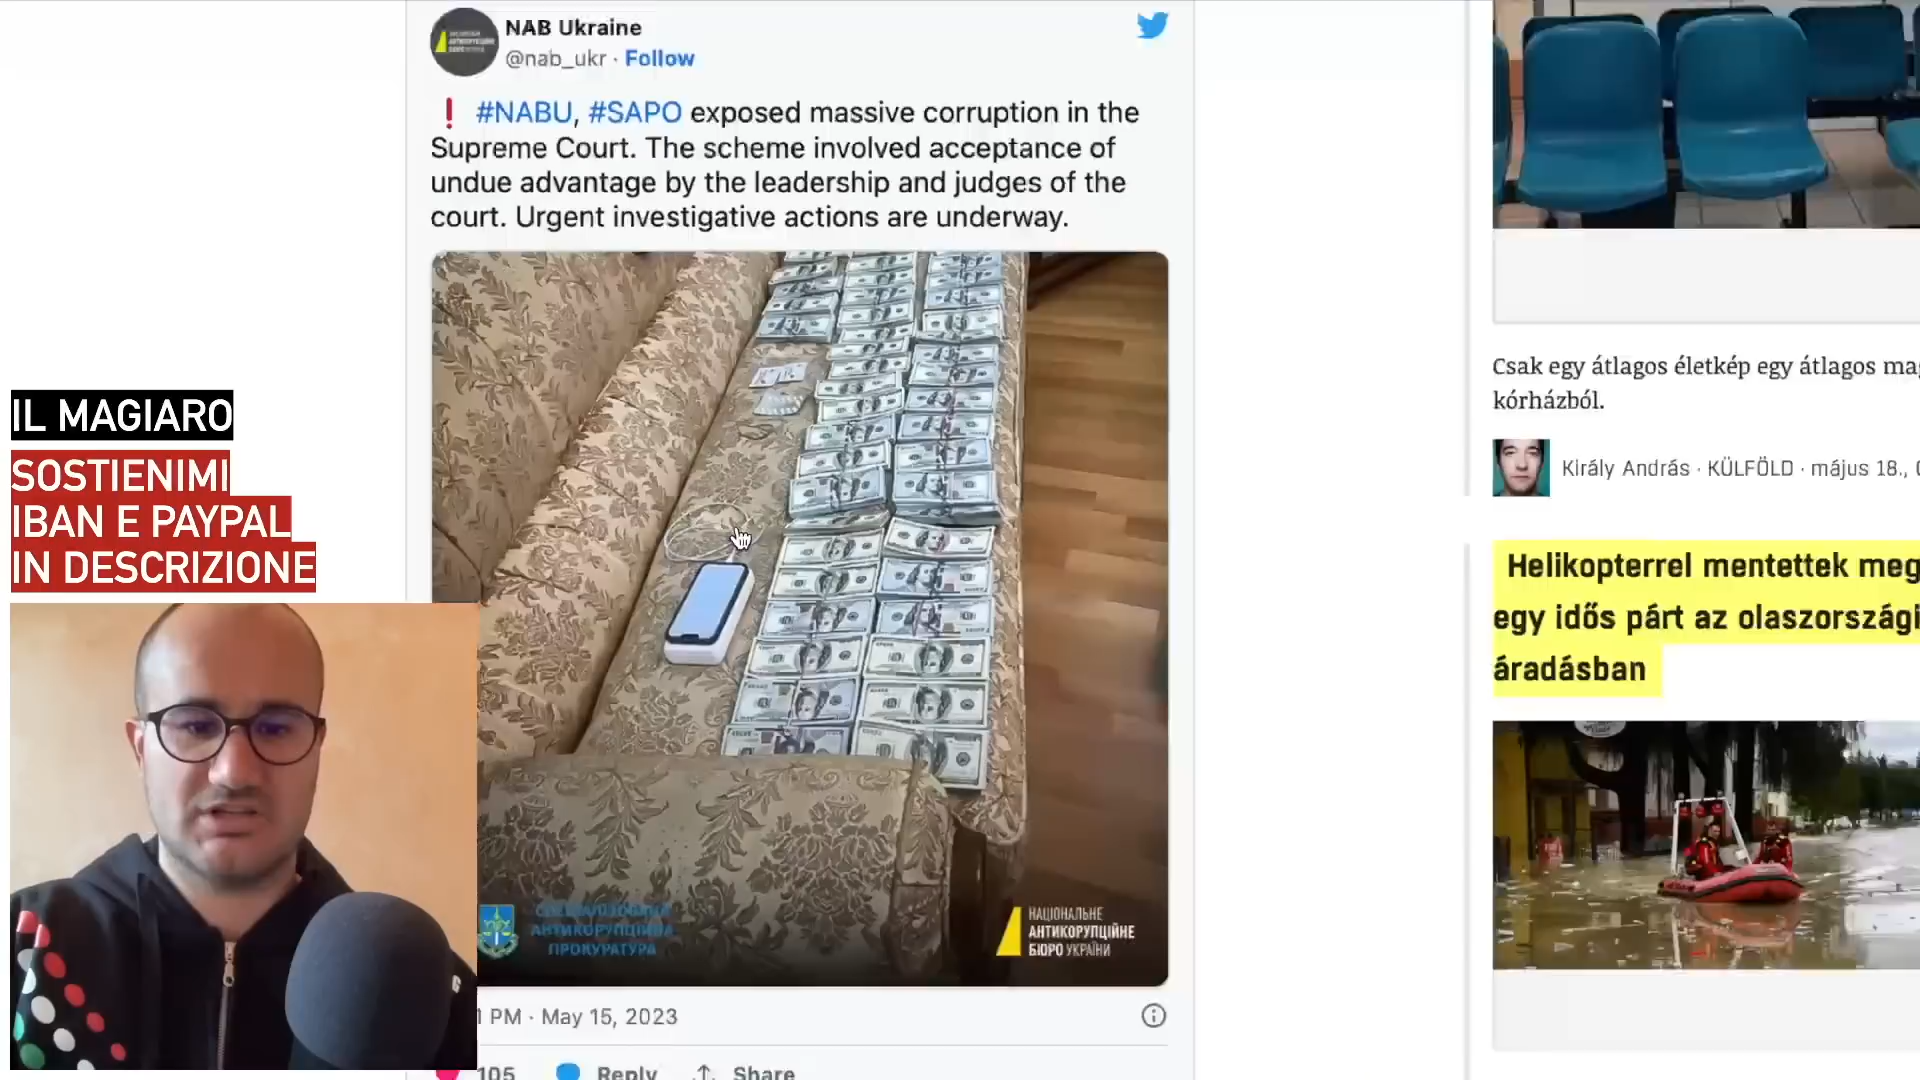 NAB Ukraine
@nab_ukr · Follow
❗ #NABU, #SAPO exposed massive corruption in the
Supreme Court. The scheme involved acceptance of
undue advantage by the leadership and judges of the
court. Urgent investigative actions are underway.
СПЕЦІАЛІЗОВАНА
АНТИКОРУПЦІЙНА
ПРОКУРАТУРА
НАЦІОНАЛЬНЕ
АНТИКОРУПЦІЙНЕ
БЮРО УКРАЇНИ
PM · May 15, 2023
105 Reply Share
IL MAGIARO
SOSTIENIMI
IBAN E PAYPAL
IN DESCRIZIONE
Csak egy átlagos életkép egy átlagos
kórházból.
Király András · KÜLFÖLD · május 18.,
Helikopterrel mentettek meg
egy idős párt az olaszországi
áradásban